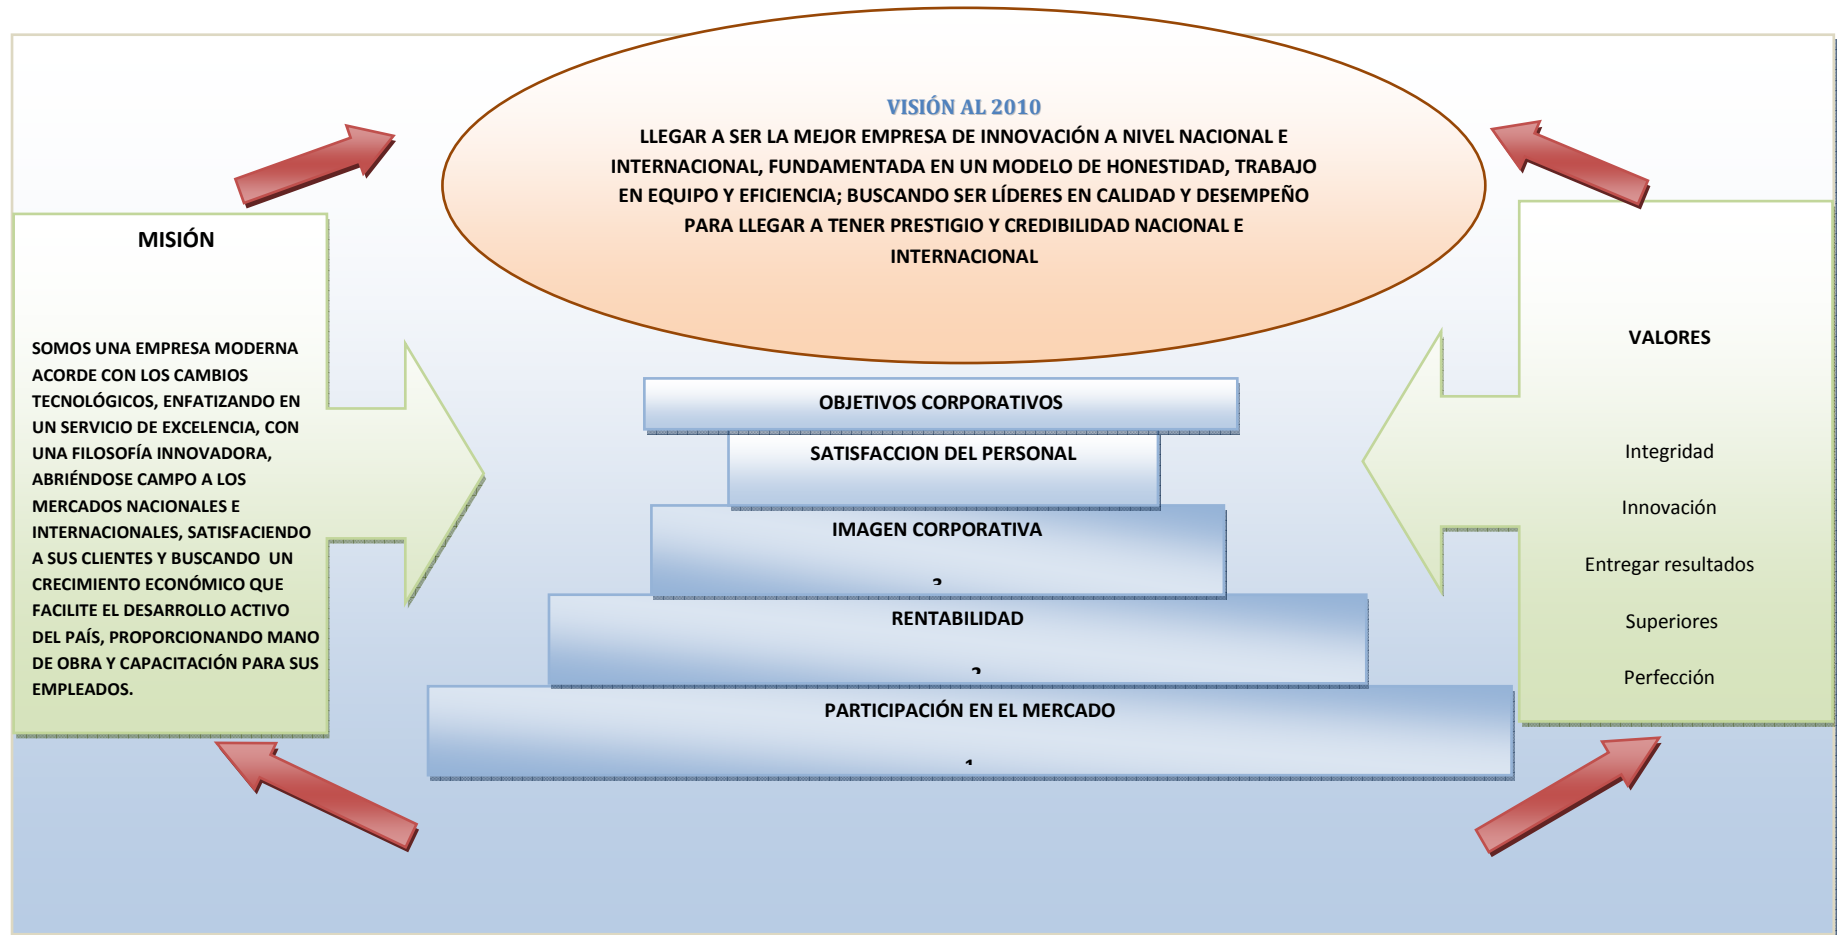 VISIÓN AL 2010
LLEGAR A SER LA MEJOR EMPRESA DE INNOVACIÓN A NIVEL NACIONAL E
INTERNACIONAL, FUNDAMENTADA EN UN MODELO DE HONESTIDAD, TRABAJO
EN EQUIPO Y EFICIENCIA; BUSCANDO SER LÍDERES EN CALIDAD Y DESEMPEÑO
PARA LLEGAR A TENER PRESTIGIO Y CREDIBILIDAD NACIONAL E
INTERNACIONAL
MISIÓN
SOMOS UNA EMPRESA MODERNA
ACORDE CON LOS CAMBIOS
TECNOLÓGICOS, ENFATIZANDO EN
UN SERVICIO DE EXCELENCIA, CON
UNA FILOSOFÍA INNOVADORA,
ABRIÉNDOSE CAMPO A LOS
MERCADOS NACIONALES E
INTERNACIONALES, SATISFACIENDO
A SUS CLIENTES Y BUSCANDO UN
CRECIMIENTO ECONÓMICO QUE
FACILITE EL DESARROLLO ACTIVO
DEL PAÍS, PROPORCIONANDO MANO
DE OBRA Y CAPACITACIÓN PARA SUS
EMPLEADOS.
OBJETIVOS CORPORATIVOS
SATISFACCION DEL PERSONAL
IMAGEN CORPORATIVA
RENTABILIDAD
PARTICIPACIÓN EN EL MERCADO
VALORES
Integridad
Innovación
Entregar resultados
Superiores
Perfección